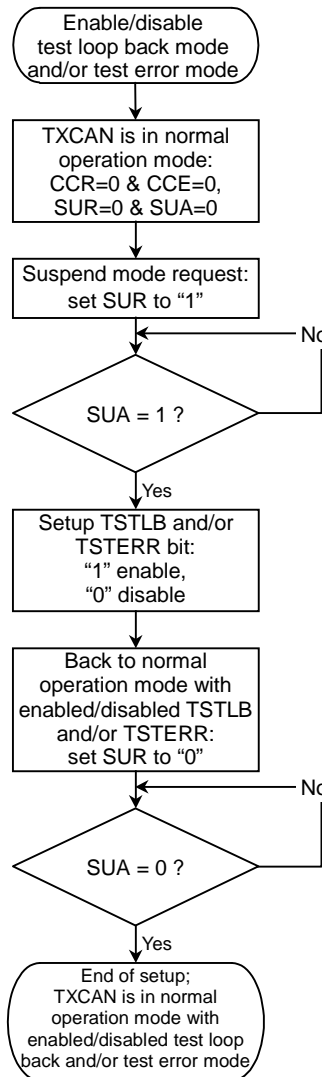 Enable/disable
test loop back mode
and/or test error mode
TXCAN is in normal
operation mode:
CCR=0 & CCE=0,
SUR=0 & SUA=0
Suspend mode request:
set SUR to “1”
No
SUA = 1 ?
Yes
Setup TSTLB and/or
TSTERR bit:
“1” enable,
“0” disable
Back to normal
operation mode with
enabled/disabled TSTLB
and/or TSTERR:
set SUR to “0”
No
SUA = 0 ?
Yes
End of setup;
TXCAN is in normal
operation mode with
enabled/disabled test loop
back and/or test error mode